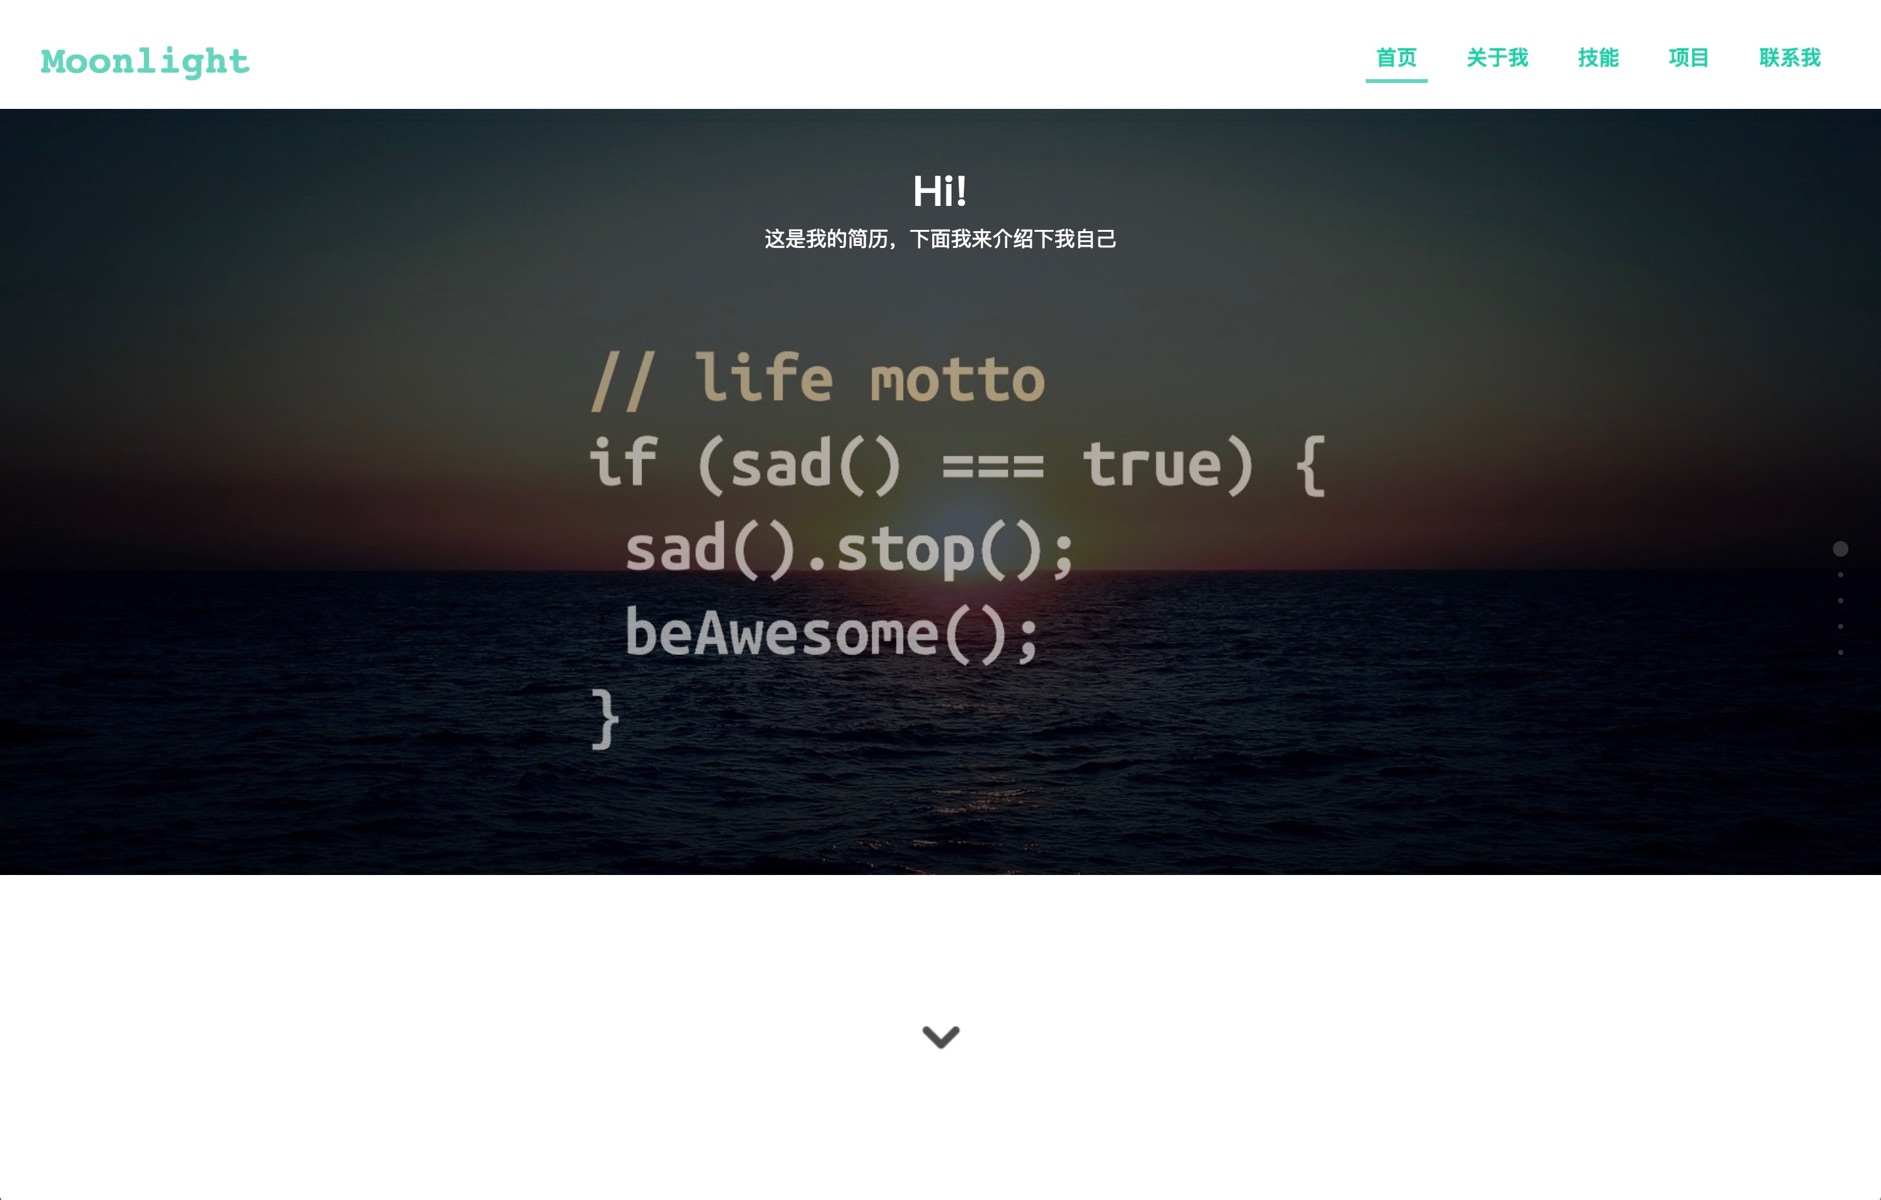 Moonlight
首页 关于我 技能 项目 联系我
Hi!
这是我的简历，下面我来介绍下我自己
// life motto
if (sad() === true) {
sad().stop();
beAwesome();
}